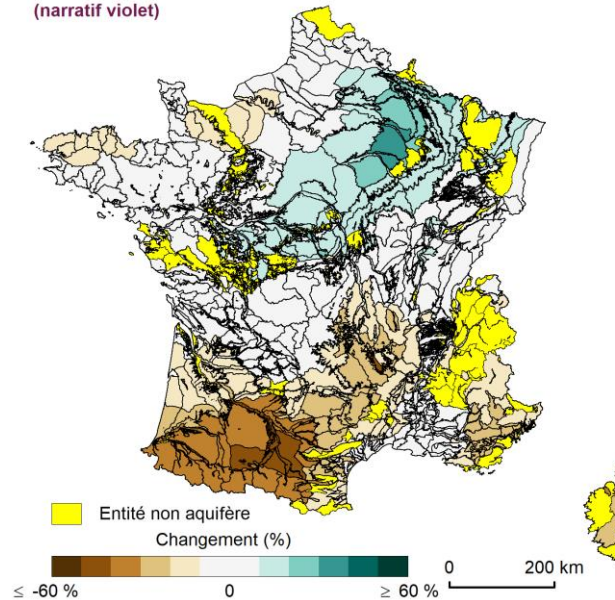 (narratif violet)
Entité non aquifère
Changement (%)
≤ -60 % 0 ≥ 60 %
0 200 km